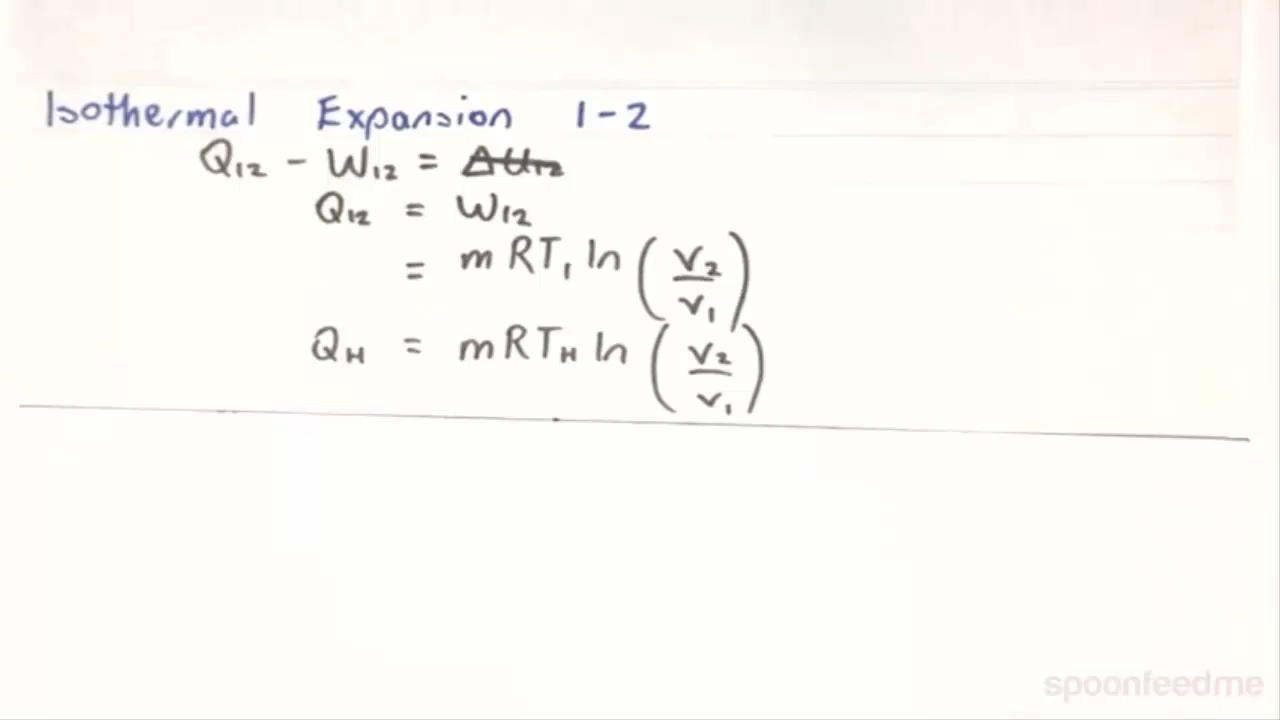 Isothermal Expansion 1-2
Q12 - W12 = ΔU12
Q12 = W12
= mRT1 ln (V2/V1)
QH = mRTH ln (V2/V1)
spoonfeedme